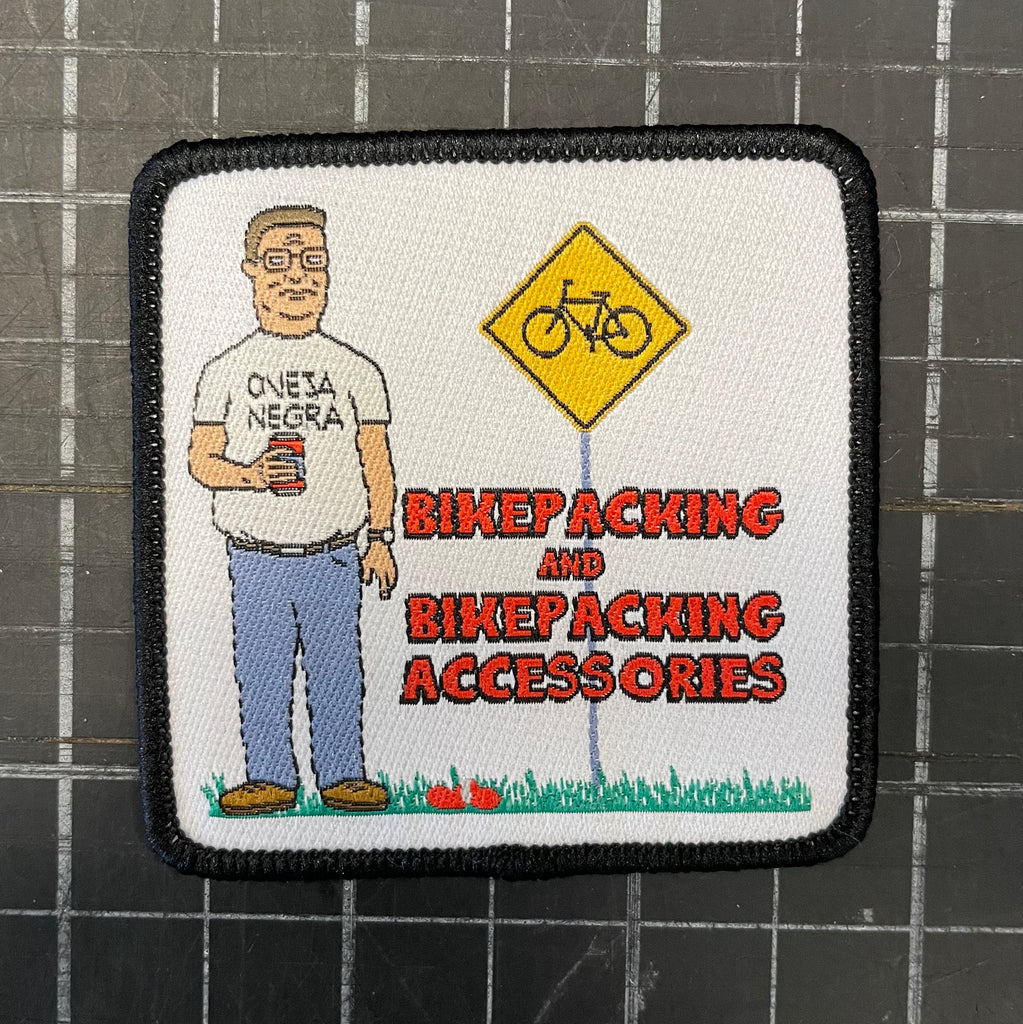 OVEJA
NEGRA
BIKEPACKING
AND
BIKEPACKING
ACCESSORIES